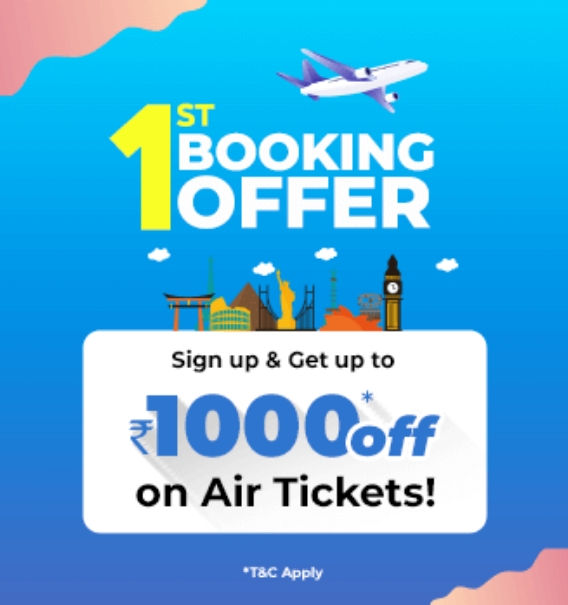 1ST
BOOKING
OFFER
Sign up & Get up to
₹1000*off
on Air Tickets!
*T&C Apply